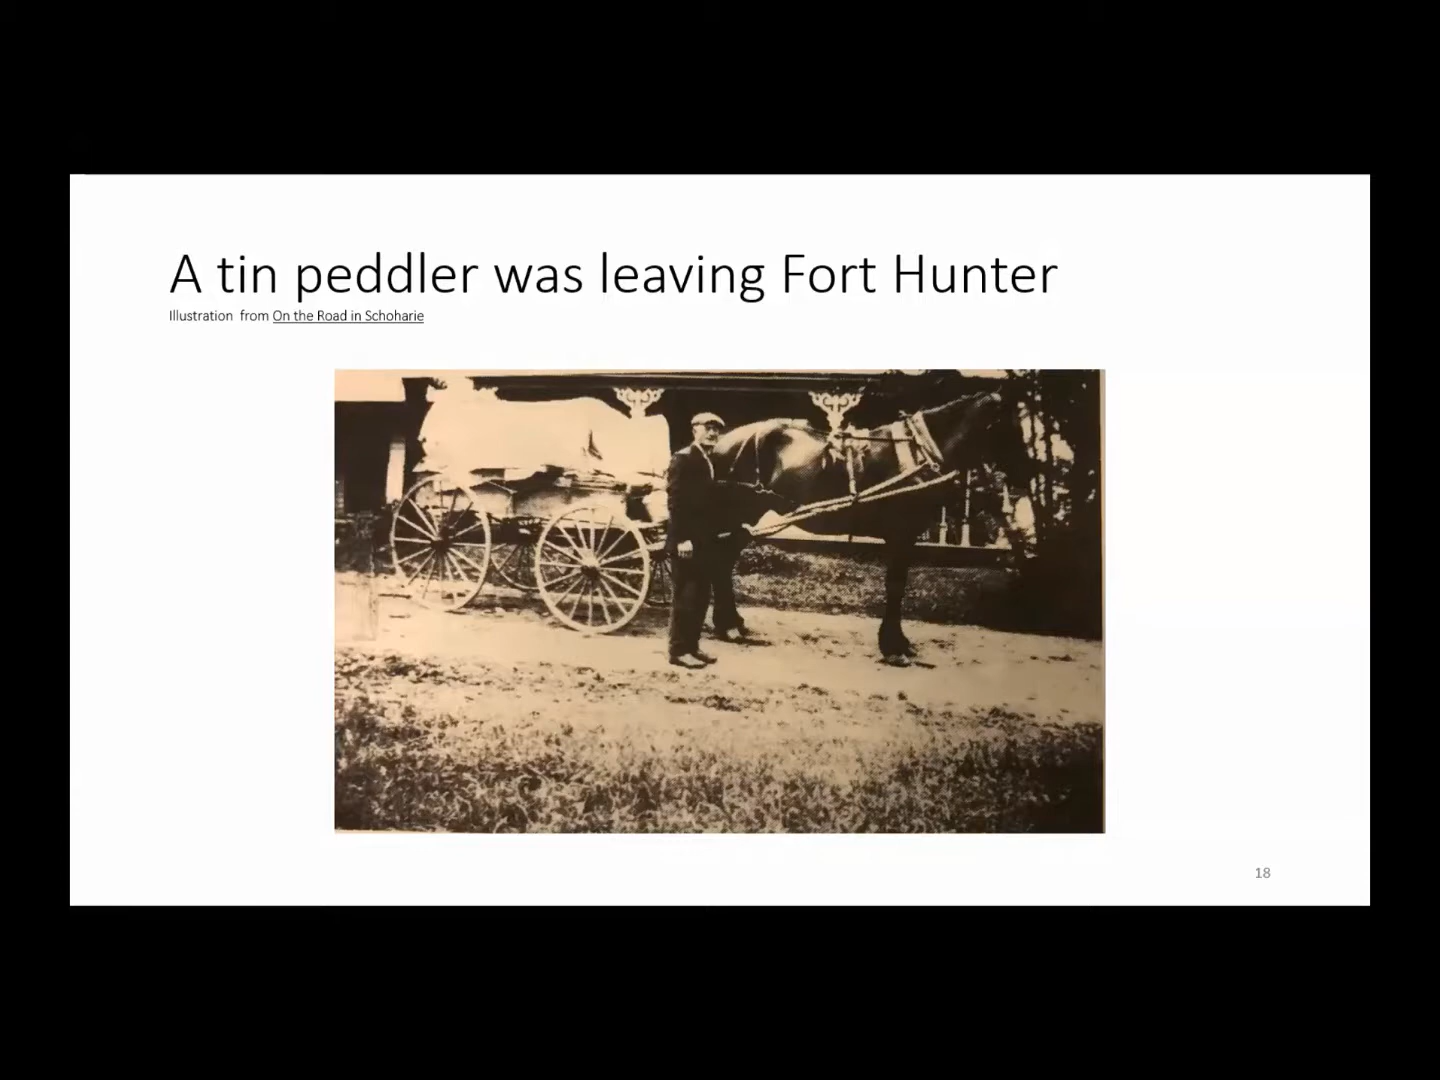 A tin peddler was leaving Fort Hunter
Illustration from On the Road in Schoharie
18